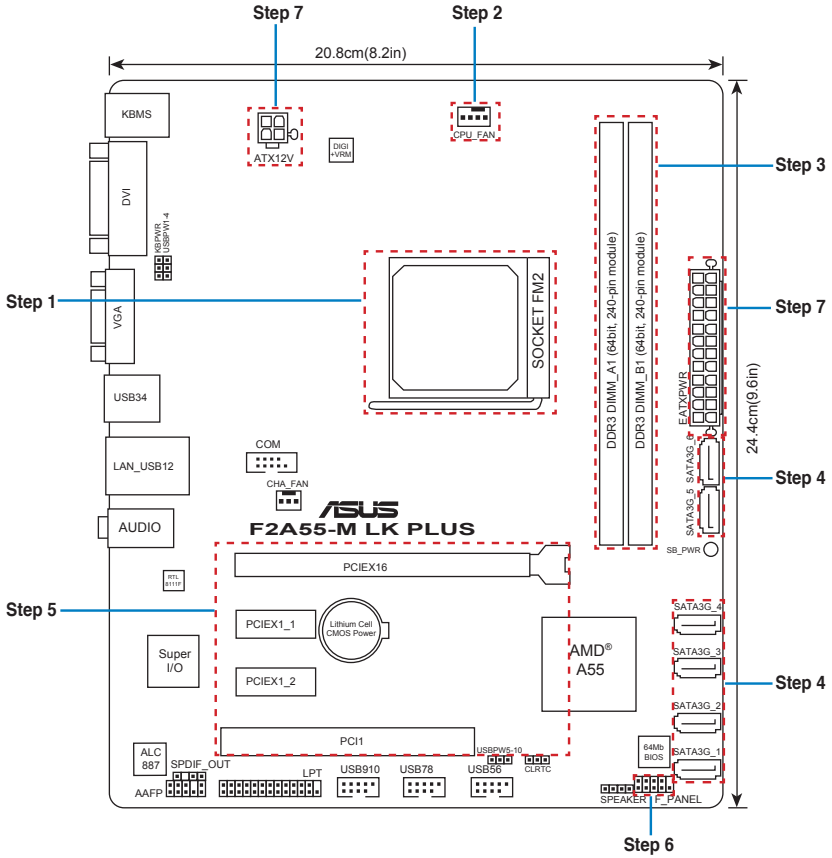 Step 7
Step 2
20.8cm(8.2in)
KBMS
ATX12V
DIGI
+VRM
CPU_FAN
Step 3
DVI
KBPWR
USBPW1-4
Step 1
VGA
SOCKET FM2
DDR3 DIMM_A1 (64bit, 240-pin module)
DDR3 DIMM_B1 (64bit, 240-pin module)
EATXPWR
Step 7
24.4cm(9.6in)
USB34
COM
LAN_USB12
CHA_FAN
SATA3G_6
Step 4
SATA3G_5
ASUS
F2A55-M LK PLUS
AUDIO
SB_PWR
PCIEX16
RTL
8111F
Step 5
PCIEX1_1
Lithium Cell
CMOS Power
SATA3G_4
Super
I/O
AMD®
A55
SATA3G_3
PCIEX1_2
Step 4
SATA3G_2
PCI1
USBPW5-10
CLRTC
64Mb
BIOS
SATA3G_1
ALC
887
SPDIF_OUT
AAFP
LPT
USB910
USB78
USB56
SPEAKER
F_PANEL
Step 6